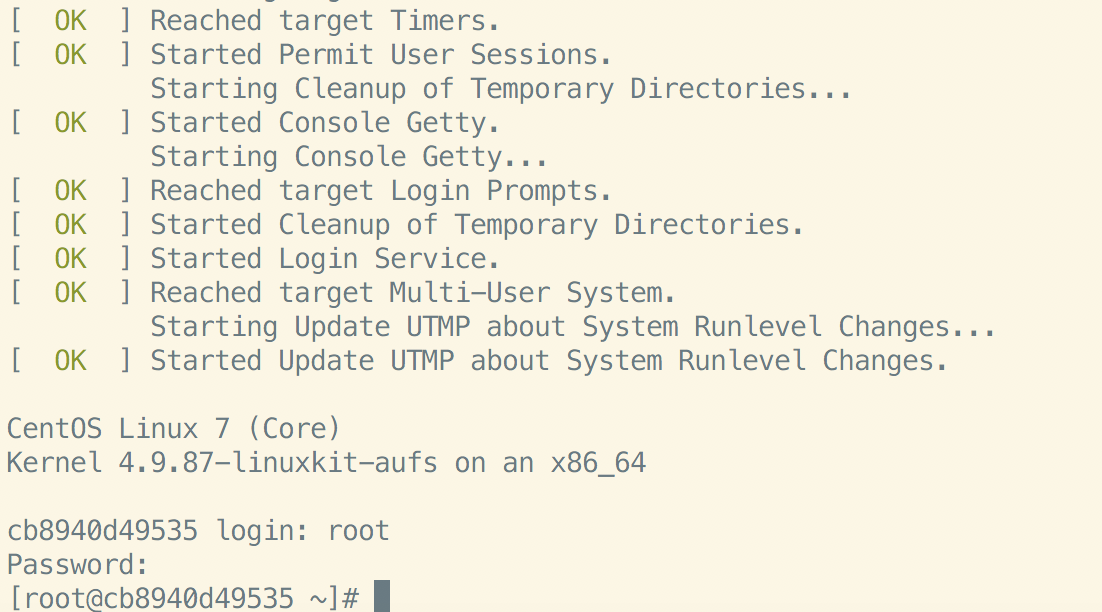 [  OK  ] Reached target Timers.
[  OK  ] Started Permit User Sessions.
         Starting Cleanup of Temporary Directories...
[  OK  ] Started Console Getty.
         Starting Console Getty...
[  OK  ] Reached target Login Prompts.
[  OK  ] Started Cleanup of Temporary Directories.
[  OK  ] Started Login Service.
[  OK  ] Reached target Multi-User System.
         Starting Update UTMP about System Runlevel Changes...
[  OK  ] Started Update UTMP about System Runlevel Changes.

CentOS Linux 7 (Core)
Kernel 4.9.87-linuxkit-aufs on an x86_64

cb8940d49535 login: root
Password:
[root@cb8940d49535 ~]#